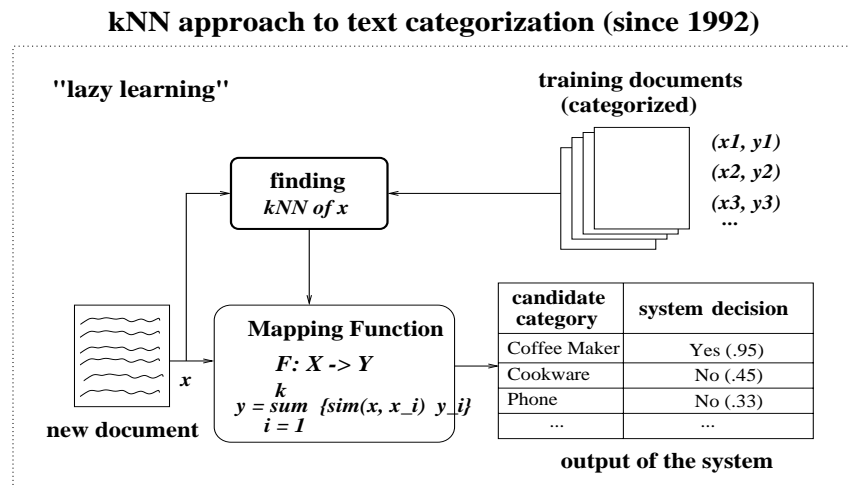 kNN approach to text categorization (since 1992)
"lazy learning"
training documents
(categorized)
(x1, y1)
(x2, y2)
(x3, y3)
...
finding
kNN of x
Mapping Function
F: X -> Y
k
y = sum {sim(x, x_i) y_i}
i = 1
x
new document
candidate category | system decision
Coffee Maker | Yes (.95)
Cookware | No (.45)
Phone | No (.33)
... | ...
output of the system